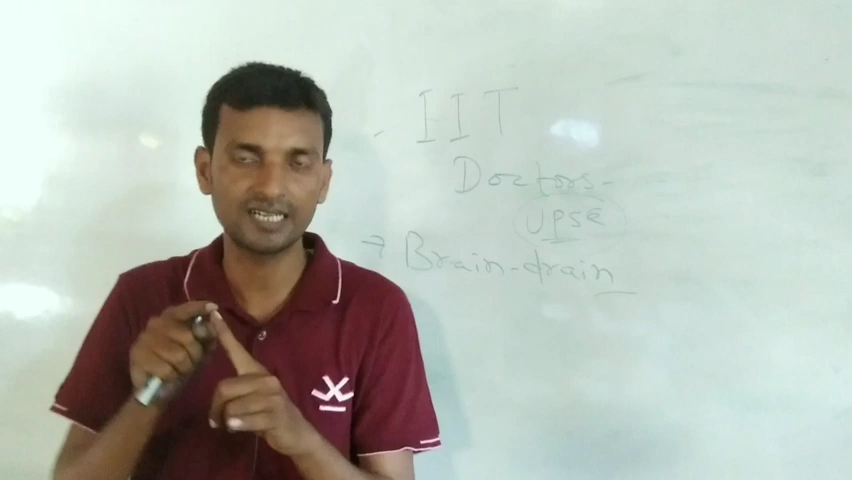 - IIT
Doctors-
UPSC
→ Brain-drain